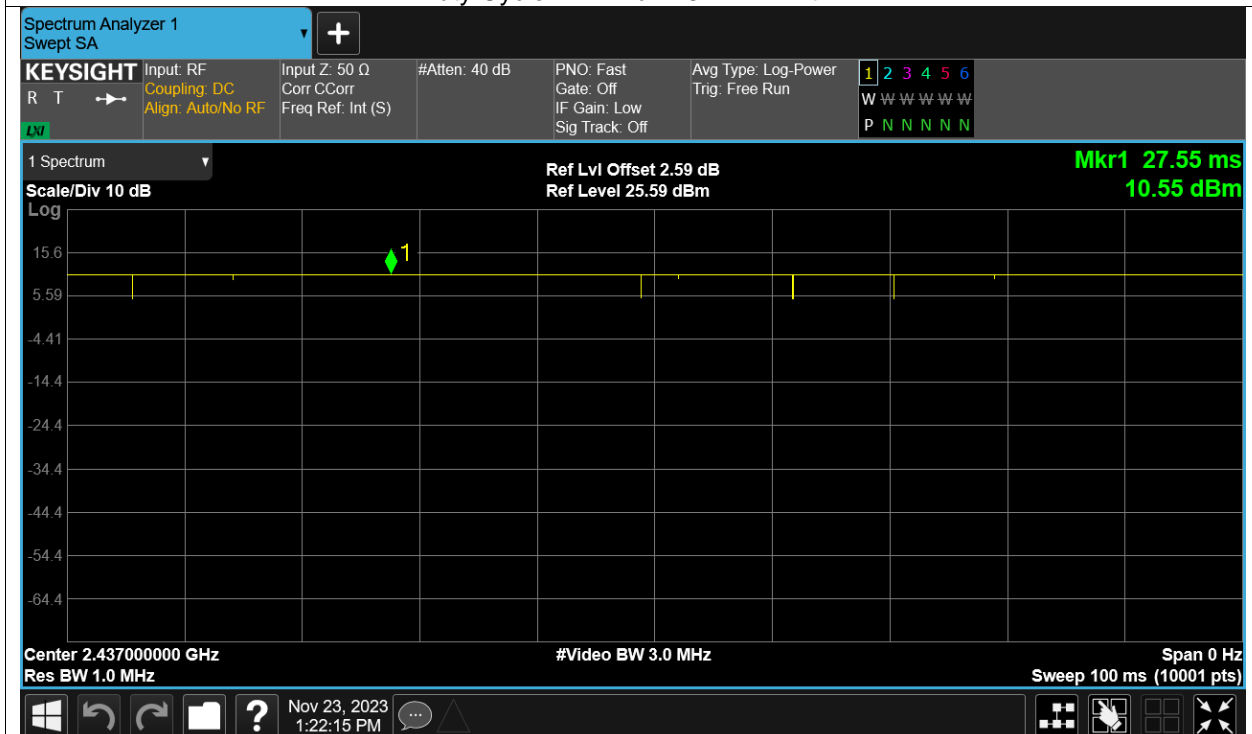 Spectrum Analyzer 1
Swept SA
KEYSIGHT
R T
LXI
Input: RF
Coupling: DC
Align: Auto/No RF
Input Z: 50 Ω
Corr CCorr
Freq Ref: Int (S)
#Atten: 40 dB
PNO: Fast
Gate: Off
IF Gain: Low
Sig Track: Off
Avg Type: Log-Power
Trig: Free Run
1 2 3 4 5 6
W W W W W W
P N N N N N
1 Spectrum
Scale/Div 10 dB
Log
Ref Lvl Offset 2.59 dB
Ref Level 25.59 dBm
Mkr1 27.55 ms
10.55 dBm
1
15.6
5.59
-4.41
-14.4
-24.4
-34.4
-44.4
-54.4
-64.4
Center 2.437000000 GHz
Res BW 1.0 MHz
#Video BW 3.0 MHz
Span 0 Hz
Sweep 100 ms (10001 pts)
?
Nov 23, 2023
1:22:15 PM